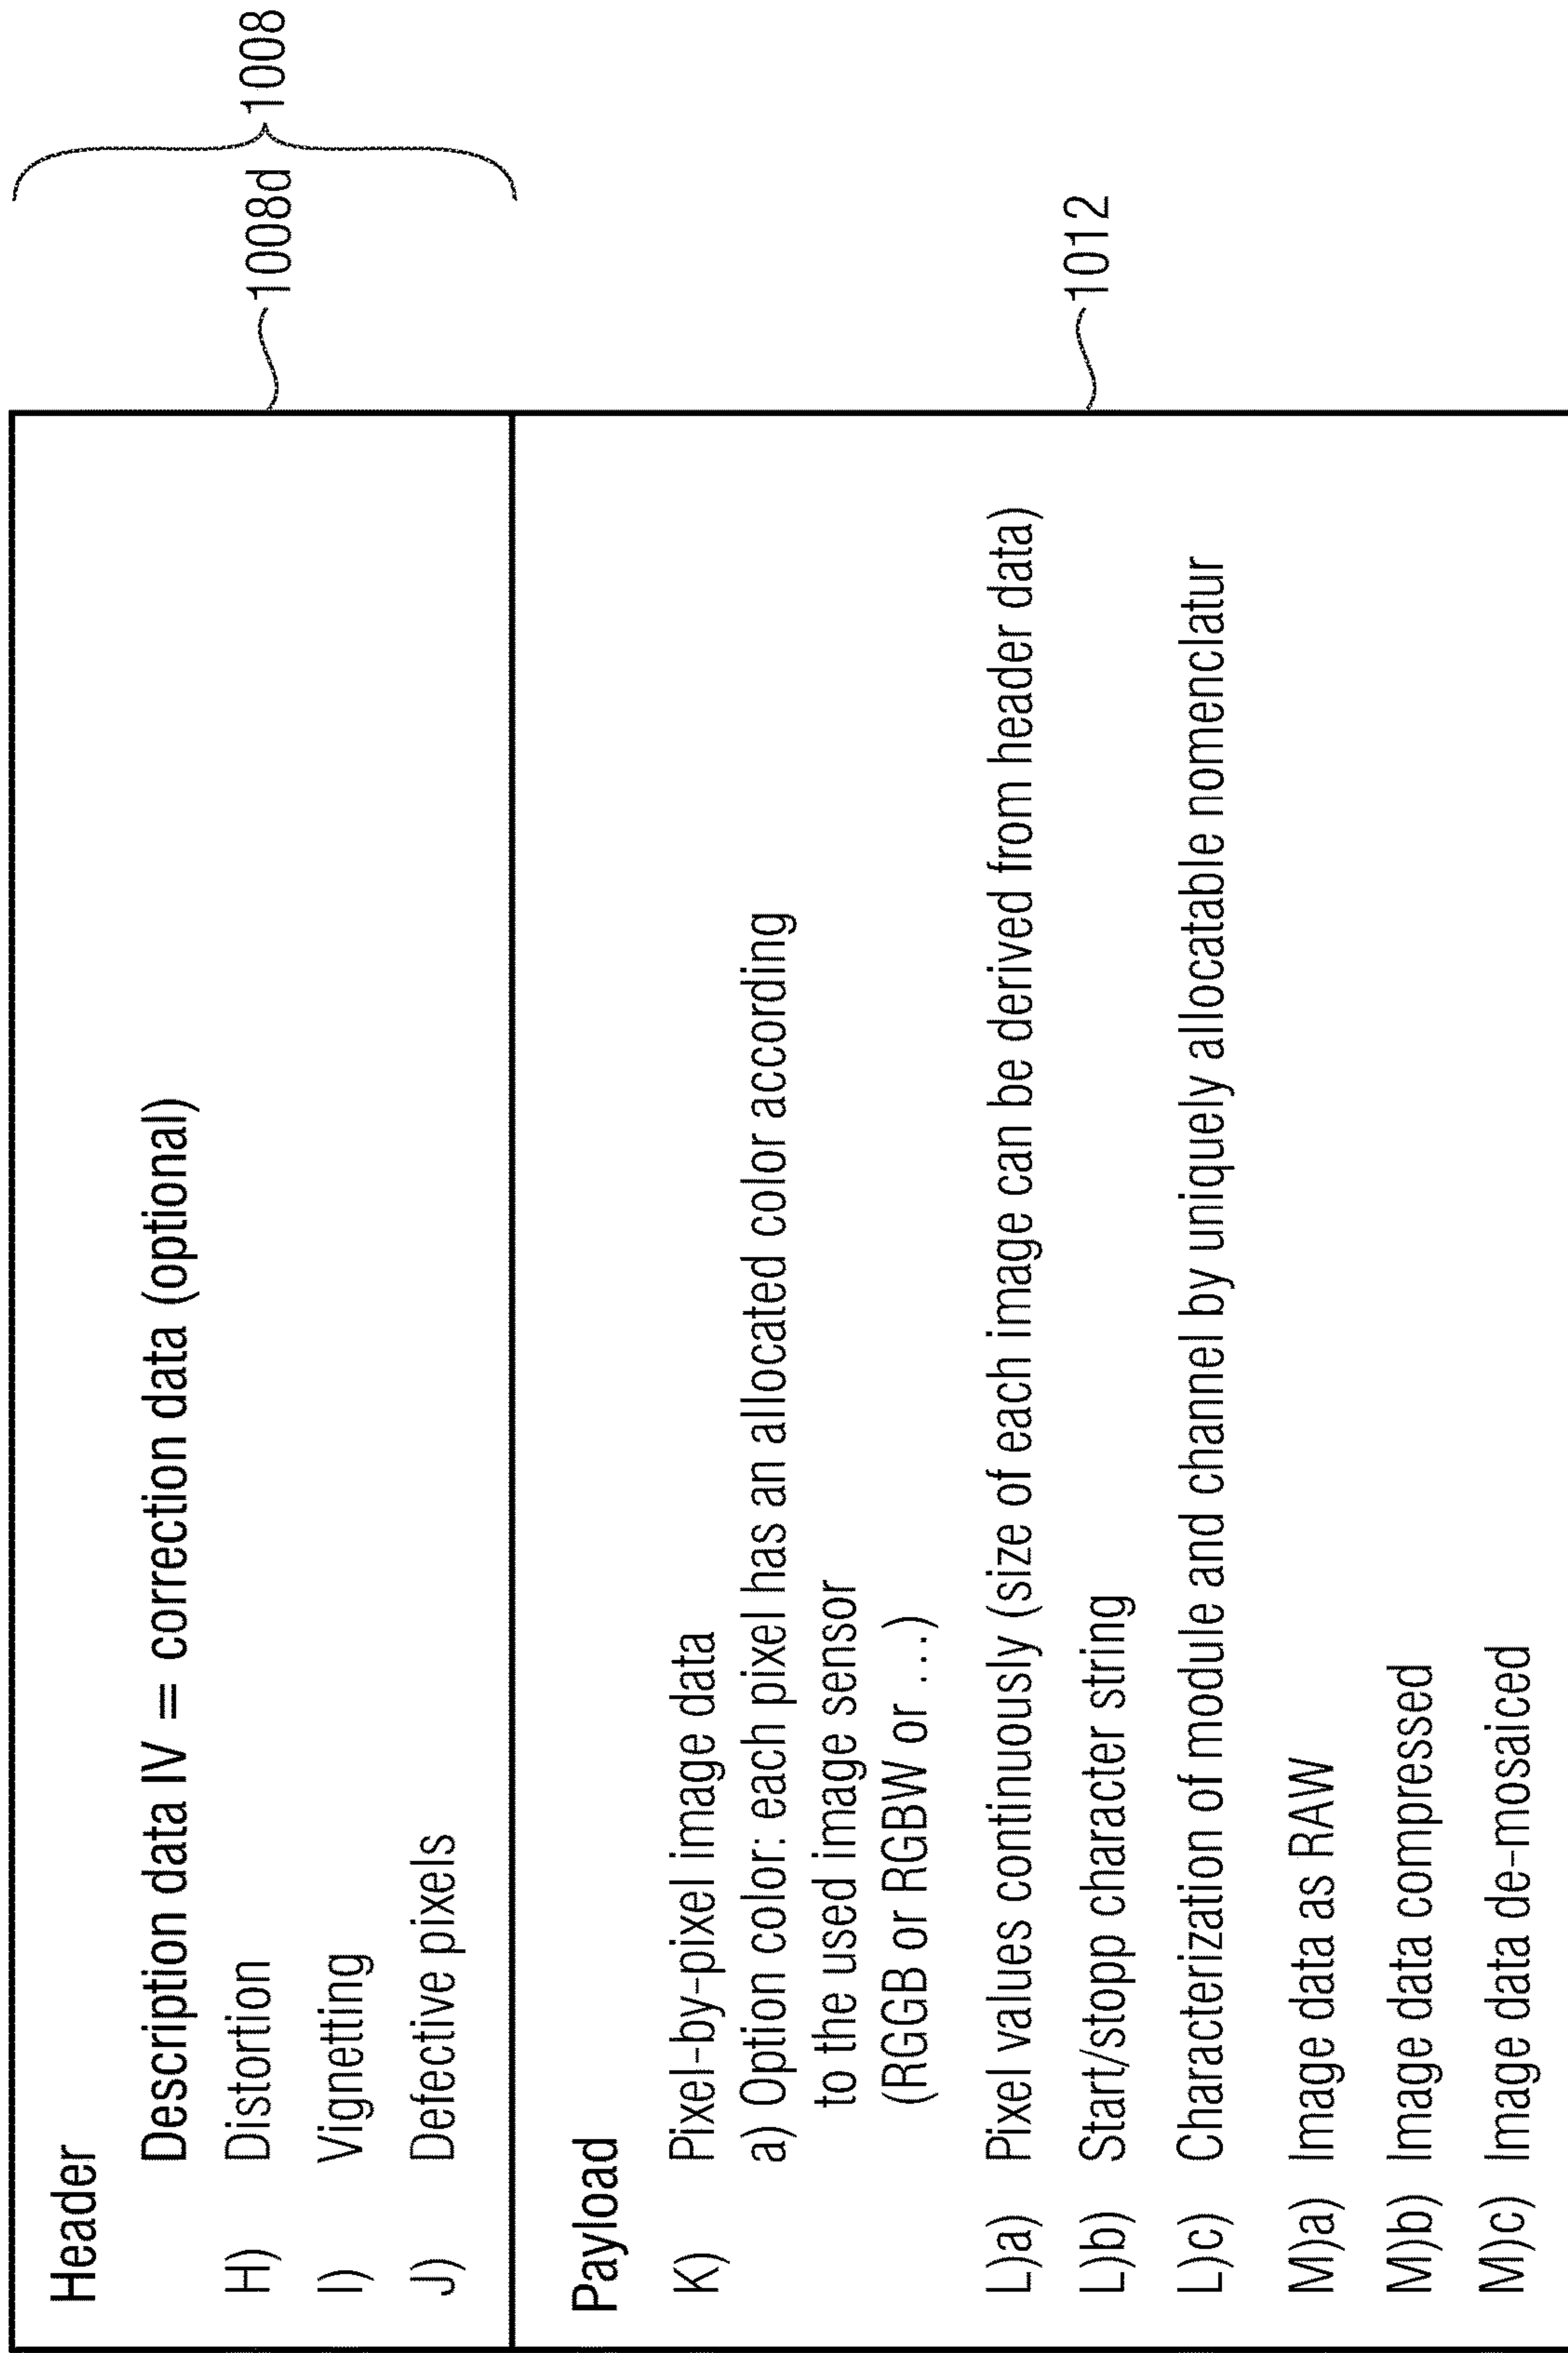 Header
Description data IV = correction data (optional)
H) Distortion
I) Vignetting
J) Defective pixels
1008d
1008
Payload
K) Pixel-by-pixel image data
a) Option color: each pixel has an allocated color according
to the used image sensor
(RGGB or RGBW or ...)
L)a) Pixel values continuously (size of each image can be derived from header data)
L)b) Start/stopp character string
L)c) Characterization of module and channel by uniquely allocatable nomenclatur
M)a) Image data as RAW
M)b) Image data compressed
M)c) Image data de-mosaiced
1012